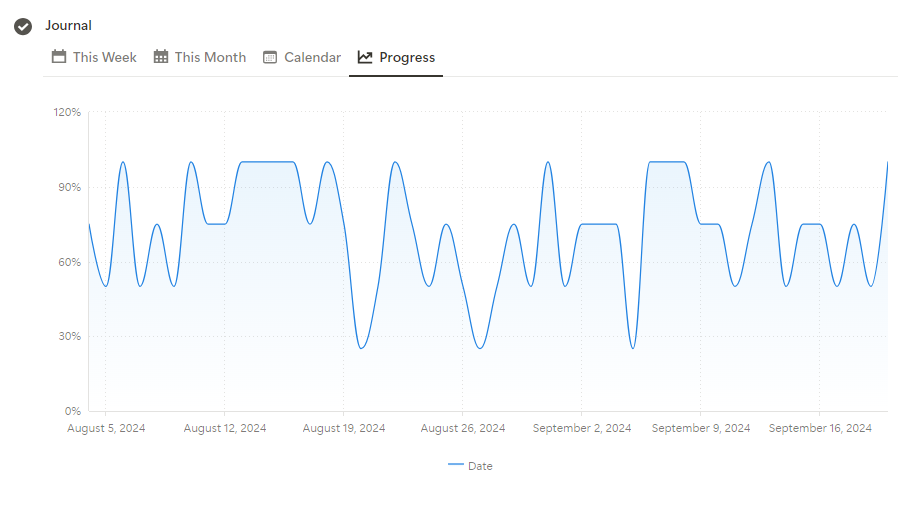 Journal
This Week This Month Calendar Progress
120%
90%
60%
30%
0%
August 5, 2024 August 12, 2024 August 19, 2024 August 26, 2024 September 2, 2024 September 9, 2024 September 16, 2024
Date